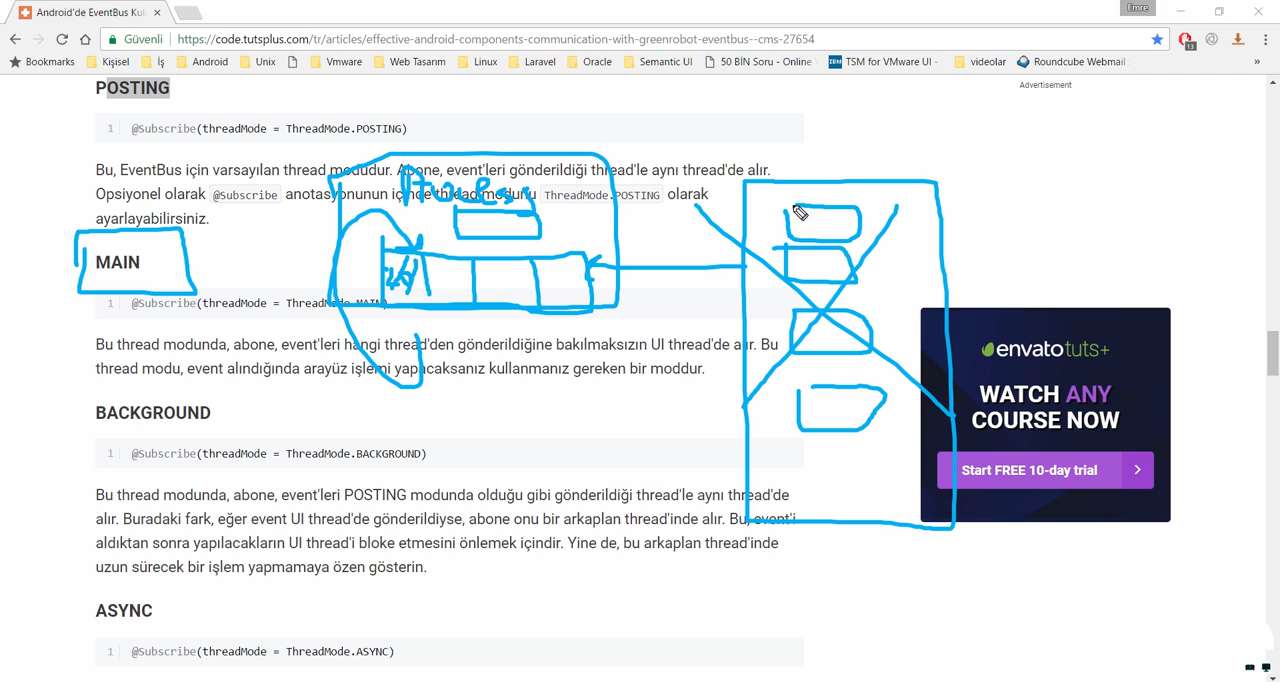 Emre
Android'de EventBus Kul
Güvenli
https://code.tutsplus.com/tr/articles/effective-android-components-communication-with-greenrobot-eventbus--cms-27654
13
Bookmarks Kişisel İş Android Unix Vmware Web Tasarım Linux Laravel Oracle Semantic UI 50 BİN Soru - Online IBM TSM for VMware UI - videolar Roundcube Webmail
POSTING
Advertisement
1 @Subscribe(threadMode = ThreadMode.POSTING)
Bu, EventBus için varsayılan thread modudur. Abone, event'leri gönderildiği thread'le aynı thread'de alır.
Process
Opsiyonel olarak @Subscribe anotasyonunun içinde thread modunu ThreadMode.POSTING olarak
ayarlayabilirsiniz.
MAIN
1 @Subscribe(threadMode = ThreadMode.MAIN)
Bu thread modunda, abone, event'leri hangi thread'den gönderildiğine bakılmaksızın UI thread'de alır. Bu
thread modu, event alındığında arayüz işlemi yapacaksanız kullanmanız gereken bir moddur.
envatotuts+
WATCH ANY
COURSE NOW
Start FREE 10-day trial
BACKGROUND
1 @Subscribe(threadMode = ThreadMode.BACKGROUND)
Bu thread modunda, abone, event'leri POSTING modunda olduğu gibi gönderildiği thread'le aynı thread'de
alır. Buradaki fark, eğer event UI thread'de gönderildiyse, abone onu bir arkaplan thread'inde alır. Bu, event'i
aldıktan sonra yapılacakların UI thread'i bloke etmesini önlemek içindir. Yine de, bu arkaplan thread'inde
uzun sürecek bir işlem yapmamaya özen gösterin.
ASYNC
1 @Subscribe(threadMode = ThreadMode.ASYNC)